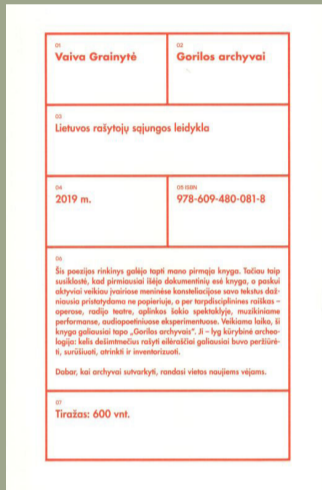 01
Vaiva Grainytė
02
Gorilos archyvai
03
Lietuvos rašytojų sąjungos leidykla
04
2019 m.
05 ISBN
978-609-480-081-8
06
Šis poezijos rinkinys galėjo tapti mano pirmąja knyga. Tačiau taip
susiklostė, kad pirmiausiai išėjo dokumentinių esė knyga, o paskui
aktyviai veikiau įvairiose meninėse konsteliacijose savo tekstus daž-
niausia pristatydama ne popieriuje, o per tarpdisciplinines raiškas –
operose, radijo teatre, aplinkos šokio spektaklyje, muzikiniame
performanse, audiopoetiniuose eksperimentuose. Veikiama laiko, ši
knyga galiausiai tapo „Gorilos archyvais“. Ji – lyg kūrybinė archeo-
logija: kelis dešimtmečius rašyti eilėraščiai galiausiai buvo peržiūrė-
ti, surūšiuoti, atrinkti ir inventorizuoti.
Dabar, kai archyvai sutvarkyti, randasi vietos naujiems vėjams.
07
Tiražas: 600 vnt.